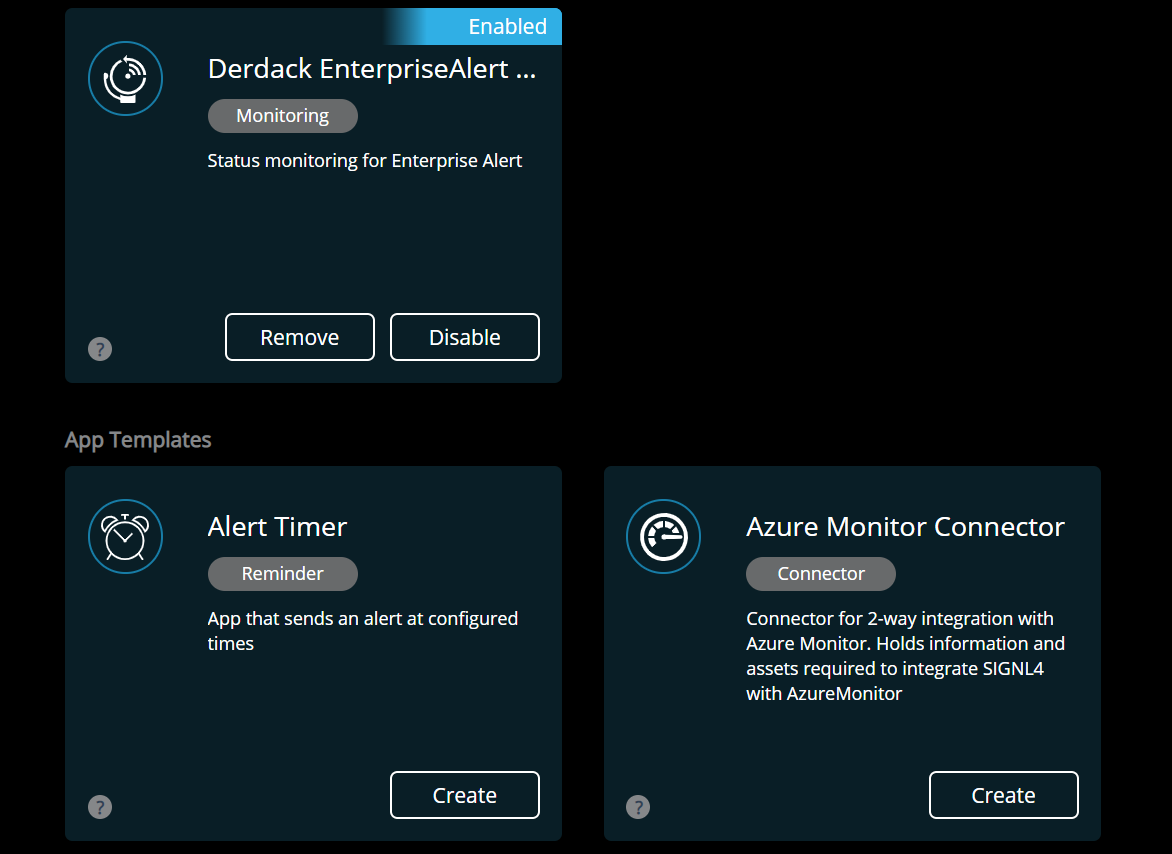 Enabled
Derdack EnterpriseAlert ...
Monitoring
Status monitoring for Enterprise Alert
Remove
Disable
?
App Templates
Alert Timer
Reminder
App that sends an alert at configured
times
Create
?
Azure Monitor Connector
Connector
Connector for 2-way integration with
Azure Monitor. Holds information and
assets required to integrate SIGNL4
with AzureMonitor
Create
?